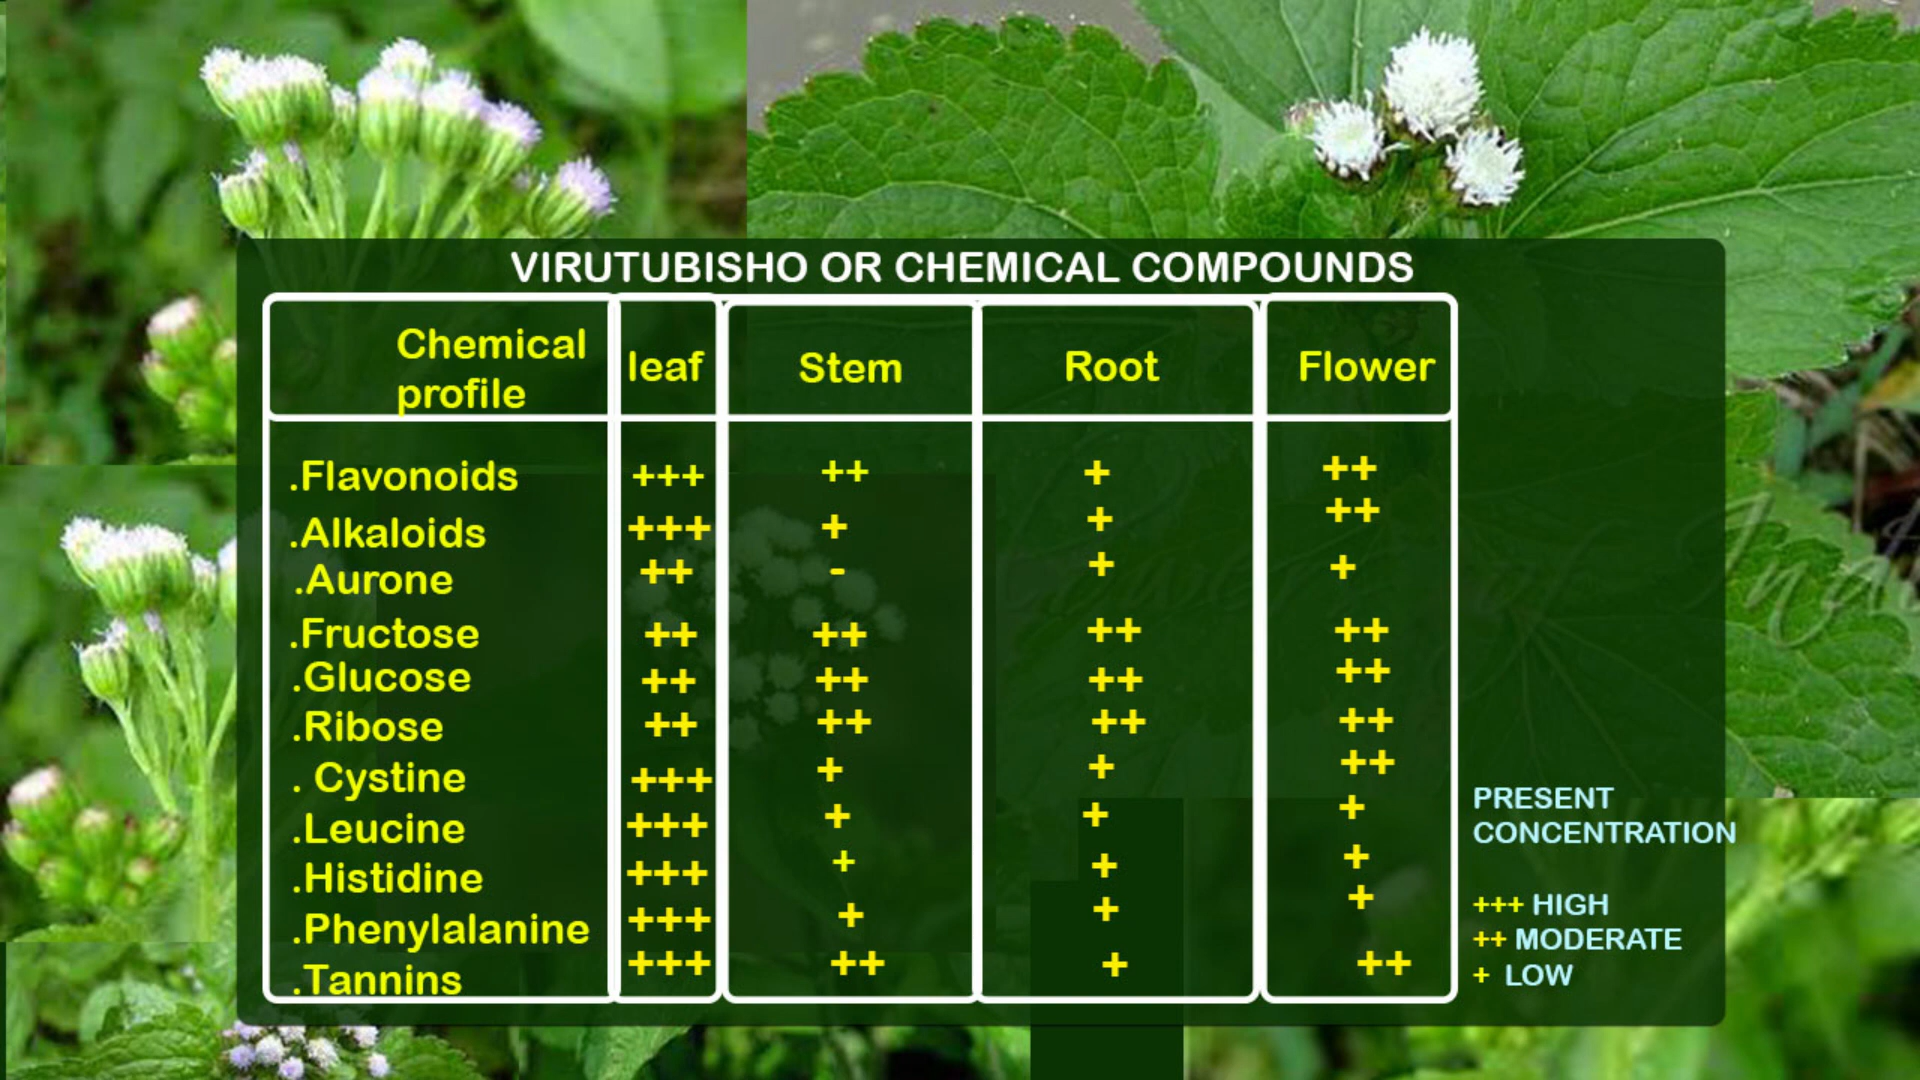 VIRUTUBISHO OR CHEMICAL COMPOUNDS
Chemical profile leaf Stem Root Flower
.Flavonoids +++ ++ + ++
.Alkaloids +++ + + ++
.Aurone ++ - + +
.Fructose ++ ++ ++ ++
.Glucose ++ ++ ++ ++
.Ribose ++ ++ ++ ++
. Cystine +++ + + ++
.Leucine +++ + + +
.Histidine +++ + + +
.Phenylalanine +++ + + +
.Tannins +++ ++ + ++
PRESENT
CONCENTRATION
+++ HIGH
++ MODERATE
+ LOW